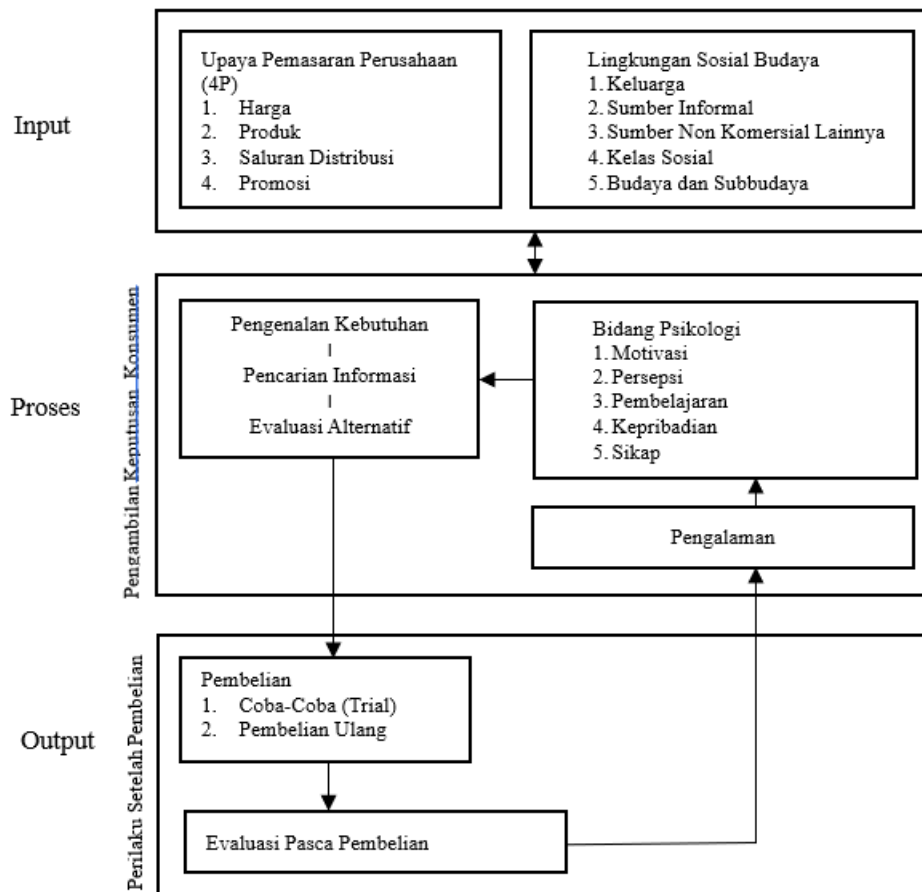 Input
Upaya Pemasaran Perusahaan
(4P)
1. Harga
2. Produk
3. Saluran Distribusi
4. Promosi
Lingkungan Sosial Budaya
1. Keluarga
2. Sumber Informal
3. Sumber Non Komersial Lainnya
4. Kelas Sosial
5. Budaya dan Subbudaya
Proses
Pengambilan Keputusan Konsumen
Pengenalan Kebutuhan
Pencarian Informasi
Evaluasi Alternatif
Bidang Psikologi
1. Motivasi
2. Persepsi
3. Pembelajaran
4. Kepribadian
5. Sikap
Pengalaman
Output
Perilaku Setelah Pembelian
Pembelian
1. Coba-Coba (Trial)
2. Pembelian Ulang
Evaluasi Pasca Pembelian